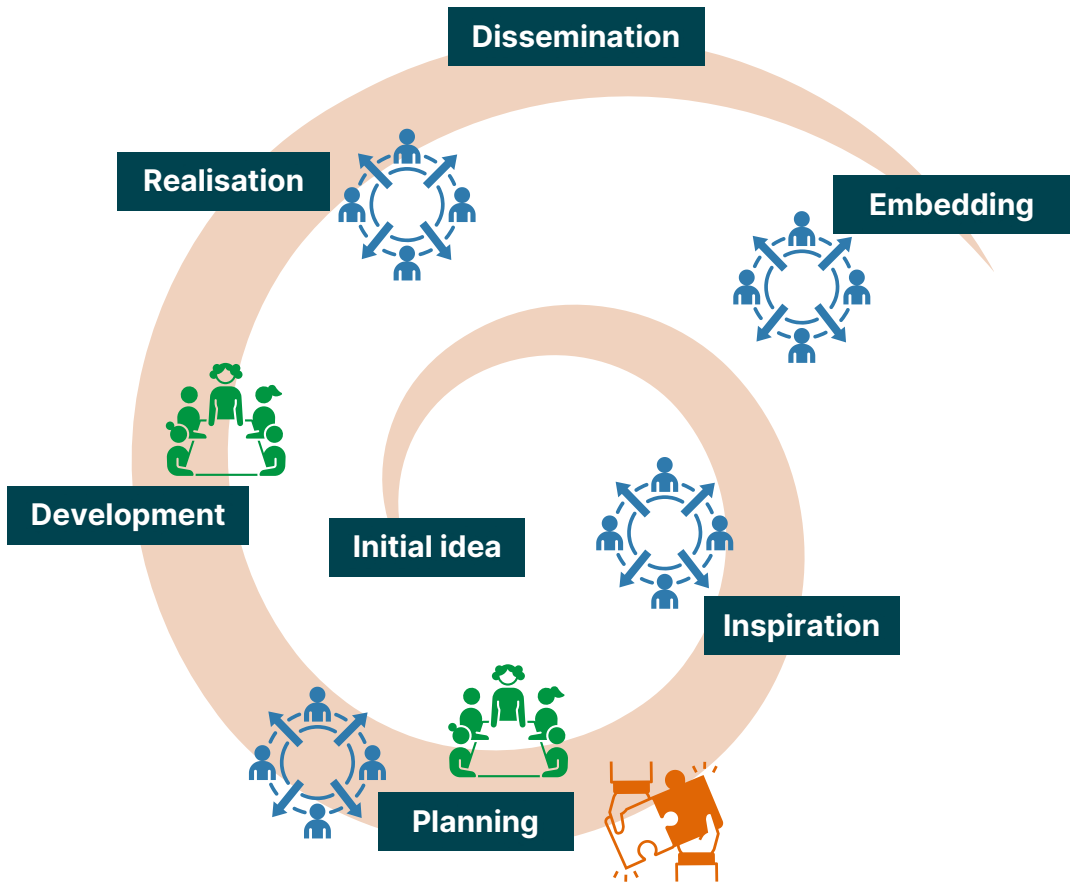 Dissemination
Realisation
Embedding
Development
Initial idea
Inspiration
Planning